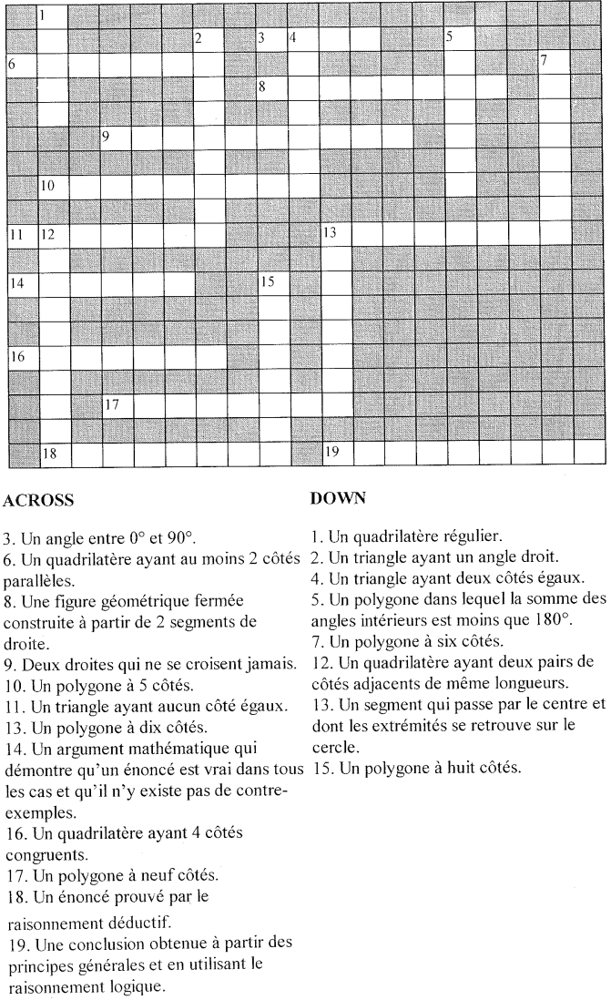 1
2 3 4 5
6 7
8
9
10
11 12 13
14 15
16
17
18 19
ACROSS
3. Un angle entre 0° et 90°.
6. Un quadrilatère ayant au moins 2 côtés
parallèles.
8. Une figure géométrique fermée
construite à partir de 2 segments de
droite.
9. Deux droites qui ne se croisent jamais.
10. Un polygone à 5 côtés.
11. Un triangle ayant aucun côté égaux.
13. Un polygone à dix côtés.
14. Un argument mathématique qui
démontre qu'un énoncé est vrai dans tous
les cas et qu'il n'y existe pas de contre-
exemples.
16. Un quadrilatère ayant 4 côtés
congruents.
17. Un polygone à neuf côtés.
18. Un énoncé prouvé par le
raisonnement déductif.
19. Une conclusion obtenue à partir des
principes générales et en utilisant le
raisonnement logique.
DOWN
1. Un quadrilatère régulier.
2. Un triangle ayant un angle droit.
4. Un triangle ayant deux côtés égaux.
5. Un polygone dans lequel la somme des
angles intérieurs est moins que 180°.
7. Un polygone à six côtés.
12. Un quadrilatère ayant deux pairs de
côtés adjacents de même longueurs.
13. Un segment qui passe par le centre et
dont les extrémités se retrouve sur le
cercle.
15. Un polygone à huit côtés.